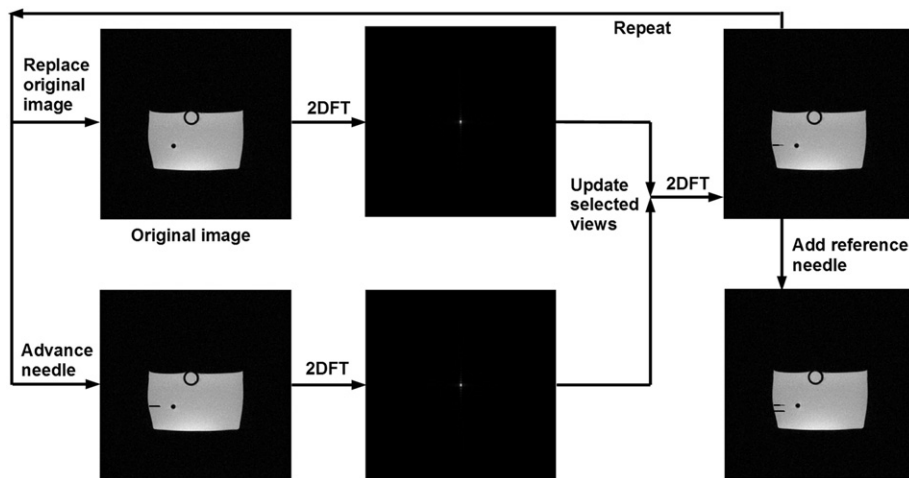 Repeat
Replace
original
image
2DFT
Original image
Update
selected
views
2DFT
Add reference
needle
Advance
needle
2DFT